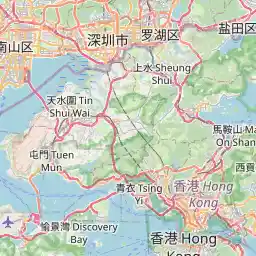 深圳市
罗湖区
盐田区
南山区
上水 Sheung
Shui
天水圍 Tin
Shui Wai
馬鞍山 Ma
On Shan
屯門 Tuen
Mun
西貢
青衣 Tsing
Yi
香港 Hong
Kong
愉景灣 Discovery
Bay
香港 Hong Kong